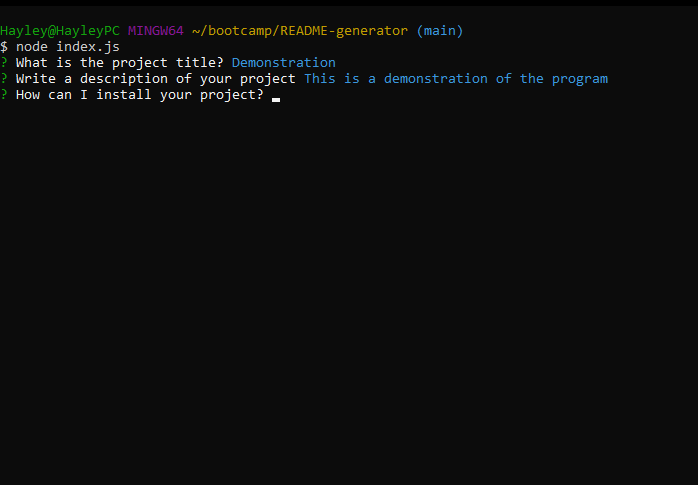 Hayley@HayleyPC MINGW64 ~/bootcamp/README-generator (main)
$ node index.js
? What is the project title? Demonstration
? Write a description of your project This is a demonstration of the program
? How can I install your project?